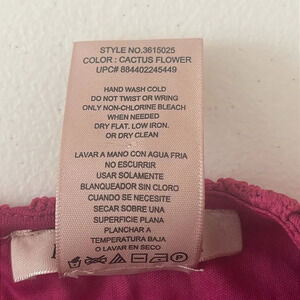 STYLE NO.3615025
COLOR : CACTUS FLOWER
UPC# 884402245449
HAND WASH COLD
DO NOT TWIST OR WRING
ONLY NON-CHLORINE BLEACH
WHEN NEEDED
DRY FLAT. LOW IRON.
OR DRY CLEAN
LAVAR A MANO CON AGUA FRIA
NO ESCURRIR
USAR SOLAMENTE
BLANQUEADOR SIN CLORO
CUANDO SE NECESITE
SECAR SOBRE UNA
SUPERFICIE PLANA
PLANCHAR A
TEMPERATURA BAJA
O LAVAR EN SECO